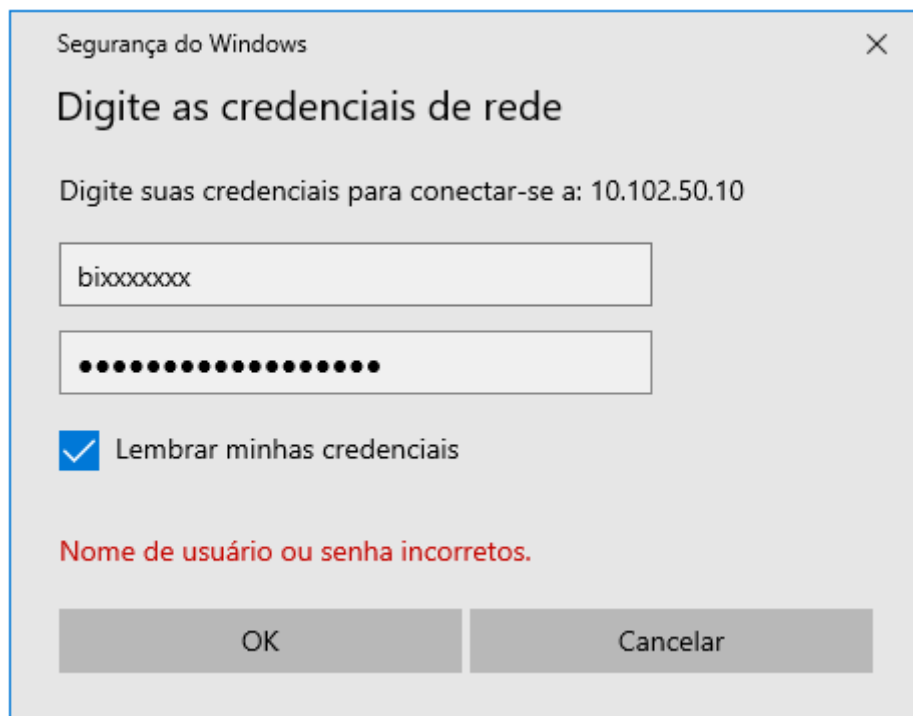 Segurança do Windows
Digite as credenciais de rede
Digite suas credenciais para conectar-se a: 10.102.50.10
bixxxxxxx
●●●●●●●●●●●●●●●●●●
Lembrar minhas credenciais
Nome de usuário ou senha incorretos.
OK
Cancelar